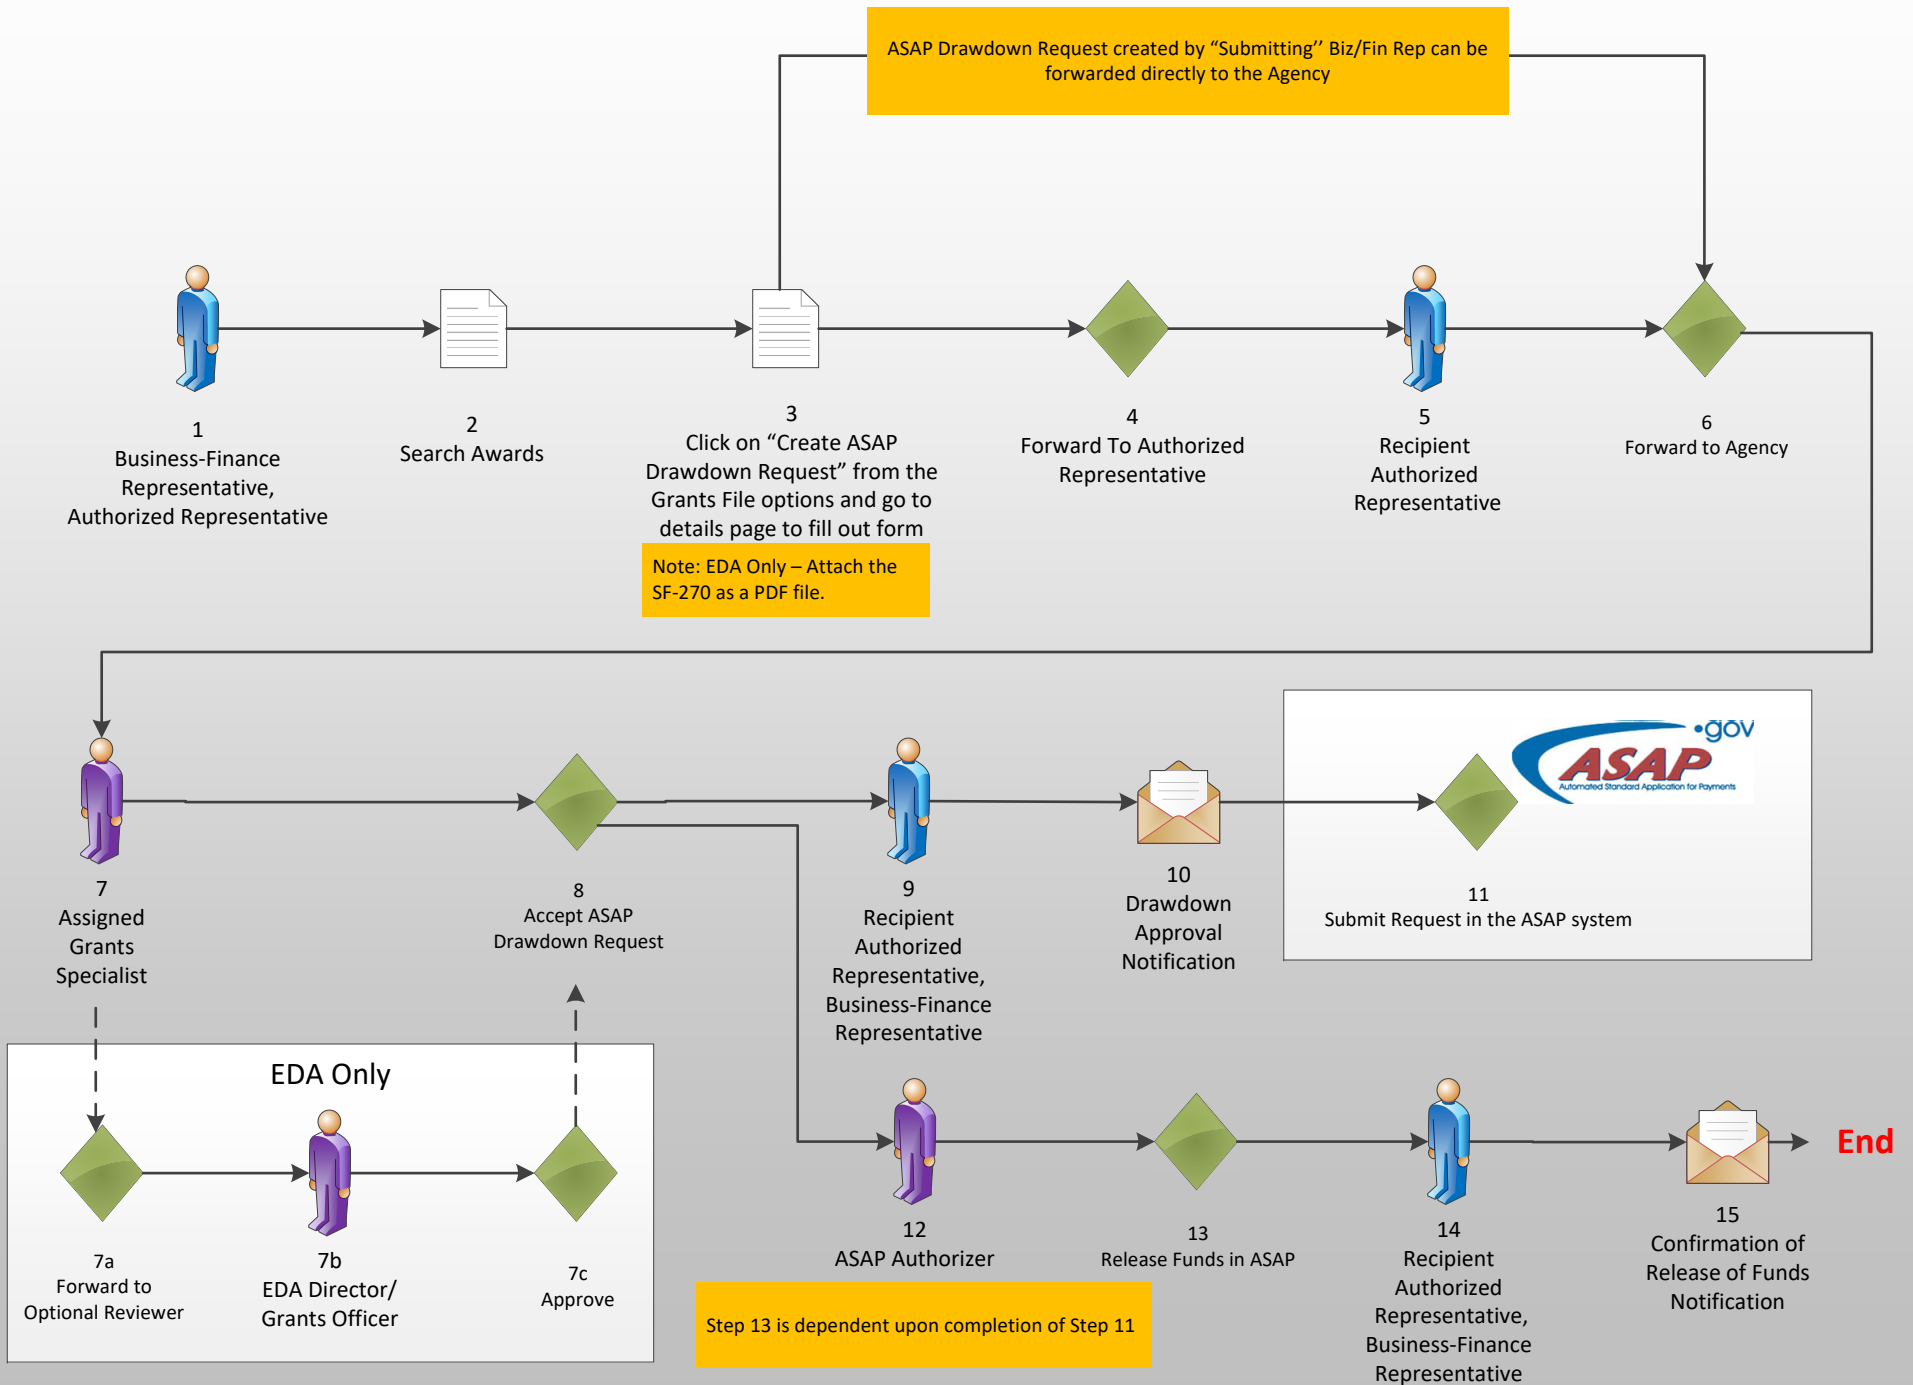 ASAP Drawdown Request created by “Submitting’’ Biz/Fin Rep can be
forwarded directly to the Agency
1
Business-Finance
Representative,
Authorized Representative
2
Search Awards
3
Click on “Create ASAP
Drawdown Request” from the
Grants File options and go to
details page to fill out form
Note: EDA Only – Attach the
SF-270 as a PDF file.
4
Forward To Authorized
Representative
5
Recipient
Authorized
Representative
6
Forward to Agency
7
Assigned
Grants
Specialist
8
Accept ASAP
Drawdown Request
9
Recipient
Authorized
Representative,
Business-Finance
Representative
10
Drawdown
Approval
Notification
.gov
ASAP
Automated Standard Application for Payments
11
Submit Request in the ASAP system
EDA Only
7a
Forward to
Optional Reviewer
7b
EDA Director/
Grants Officer
7c
Approve
12
ASAP Authorizer
Step 13 is dependent upon completion of Step 11
13
Release Funds in ASAP
14
Recipient
Authorized
Representative,
Business-Finance
Representative
15
Confirmation of
Release of Funds
Notification
End